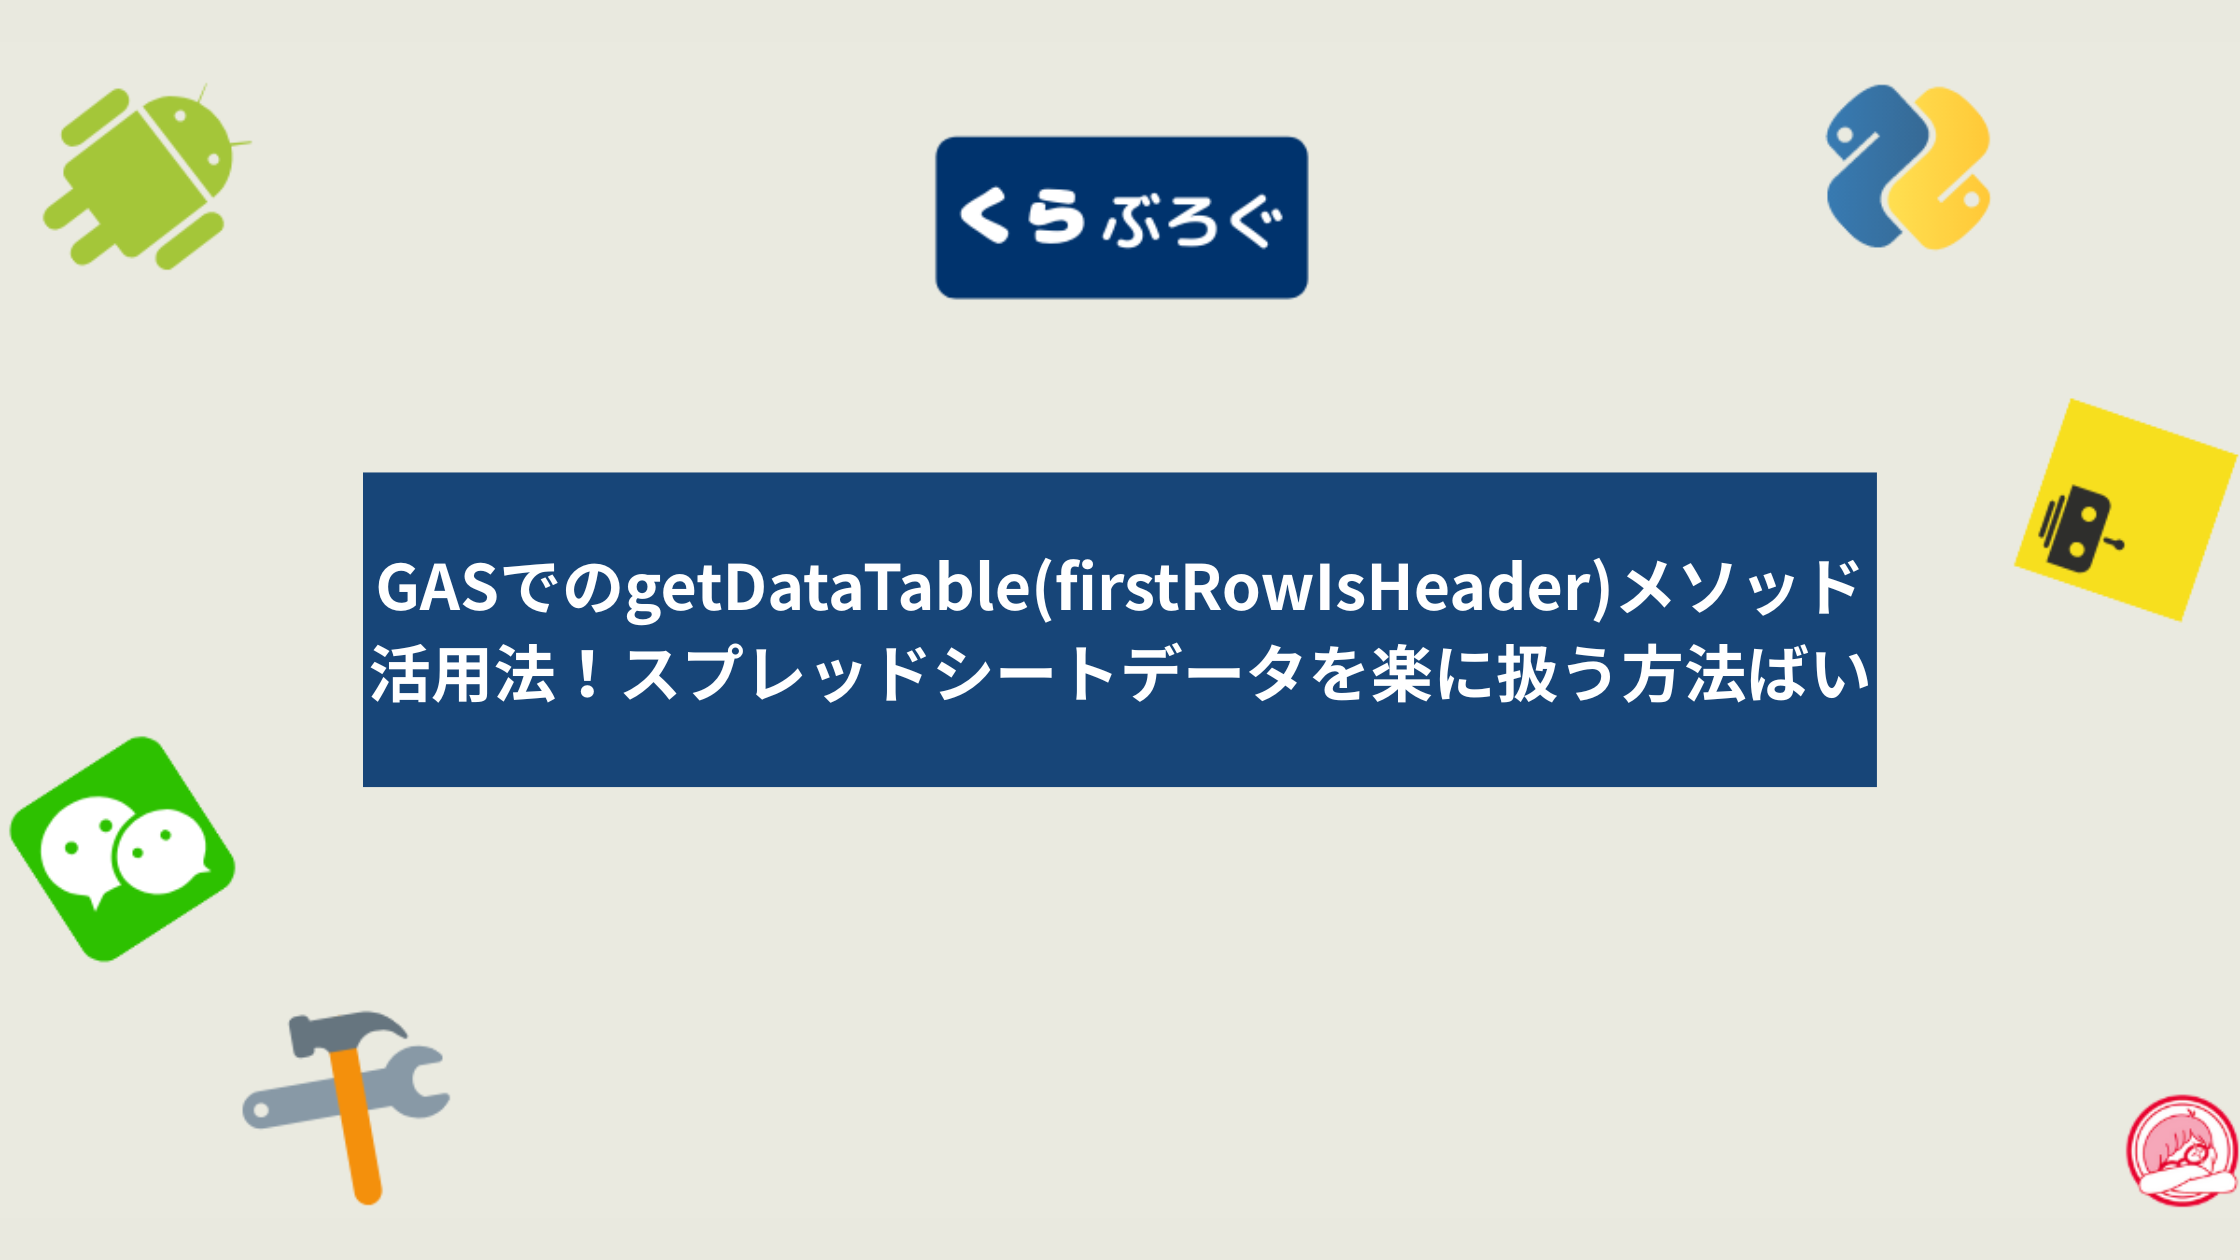 くらぶろぐ
GASでのgetDataTable(firstRowIsHeader)メソッド
活用法！スプレッドシートデータを楽に扱う方法ばい